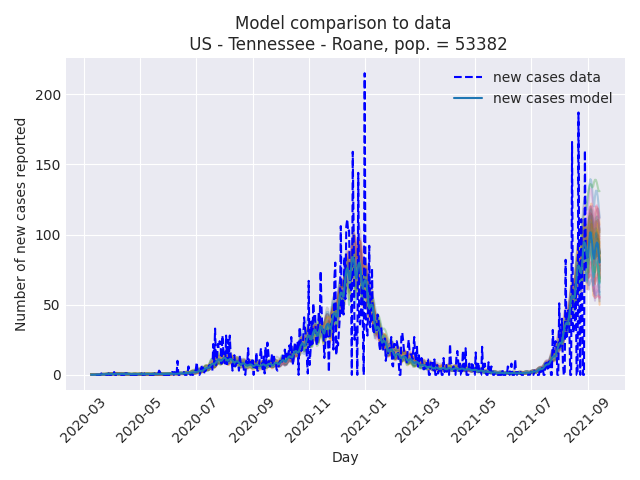 Model comparison to data
US - Tennessee - Roane, pop. = 53382
new cases data
new cases model
Number of new cases reported
200
150
100
50
0
2020-03
2020-05
2020-07
2020-09
2020-11
2021-01
2021-03
2021-05
2021-07
2021-09
Day